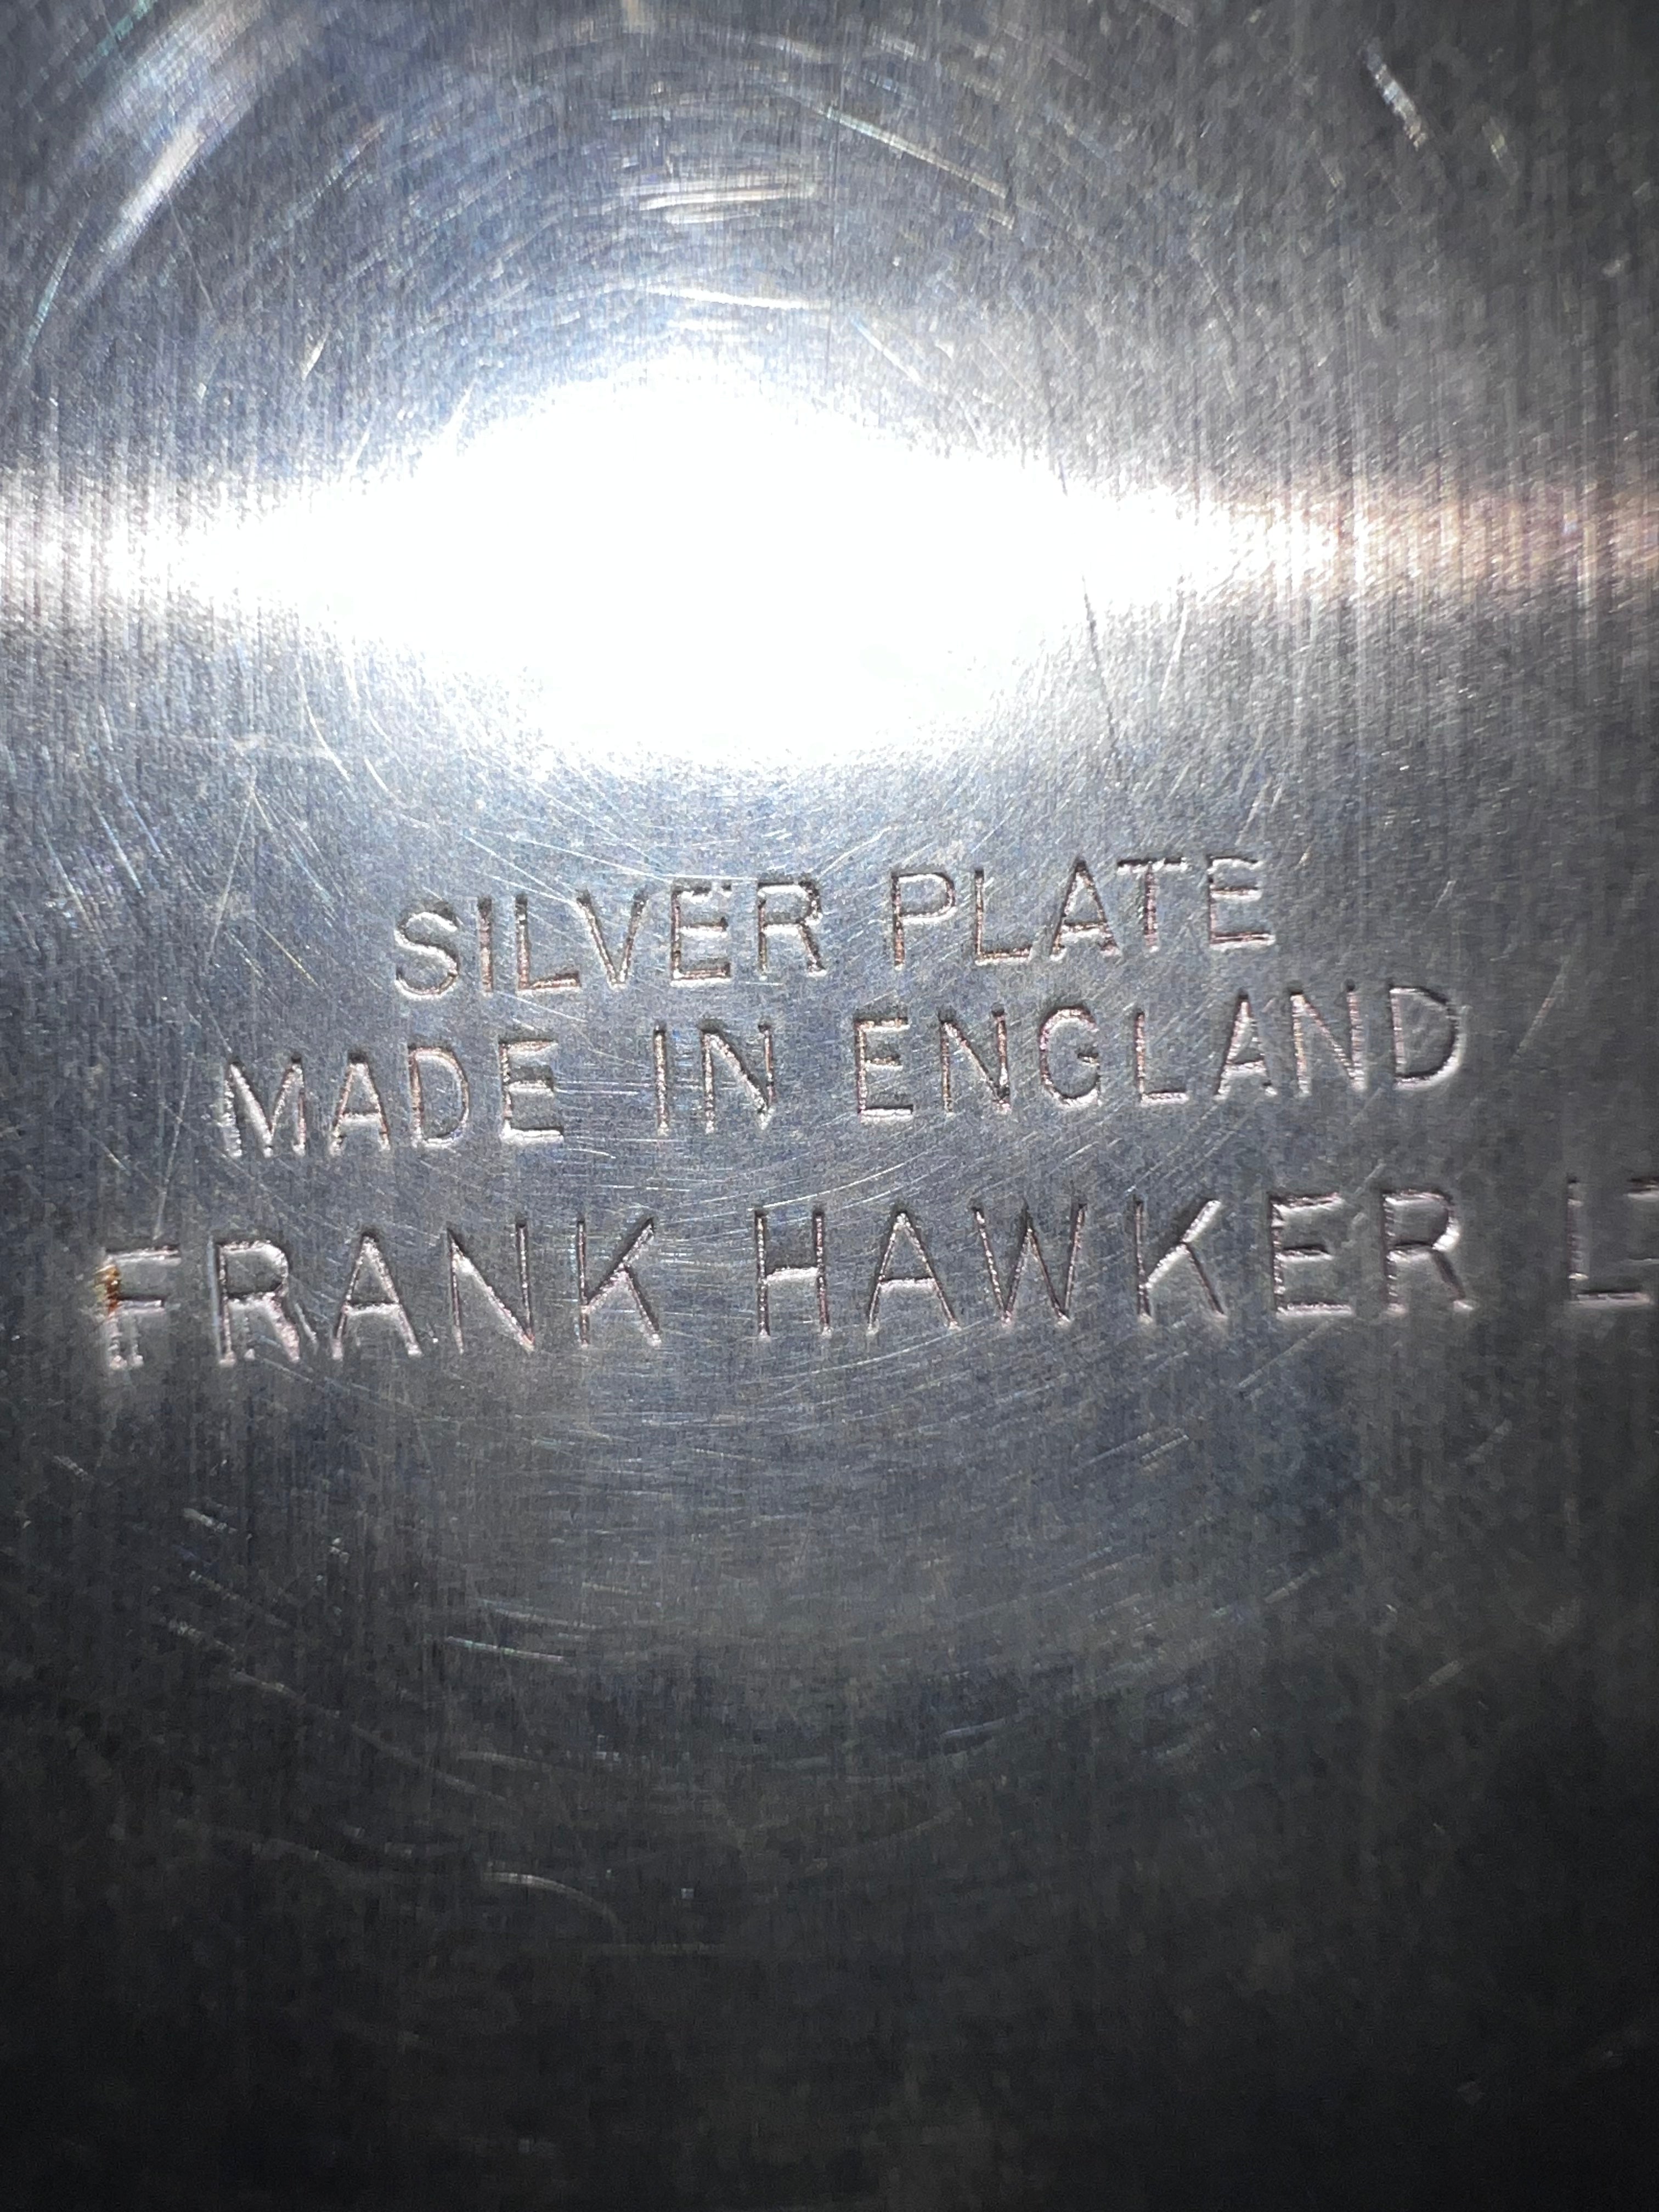 SILVER PLATE
MADE IN ENGLAND
FRANK HAWKER